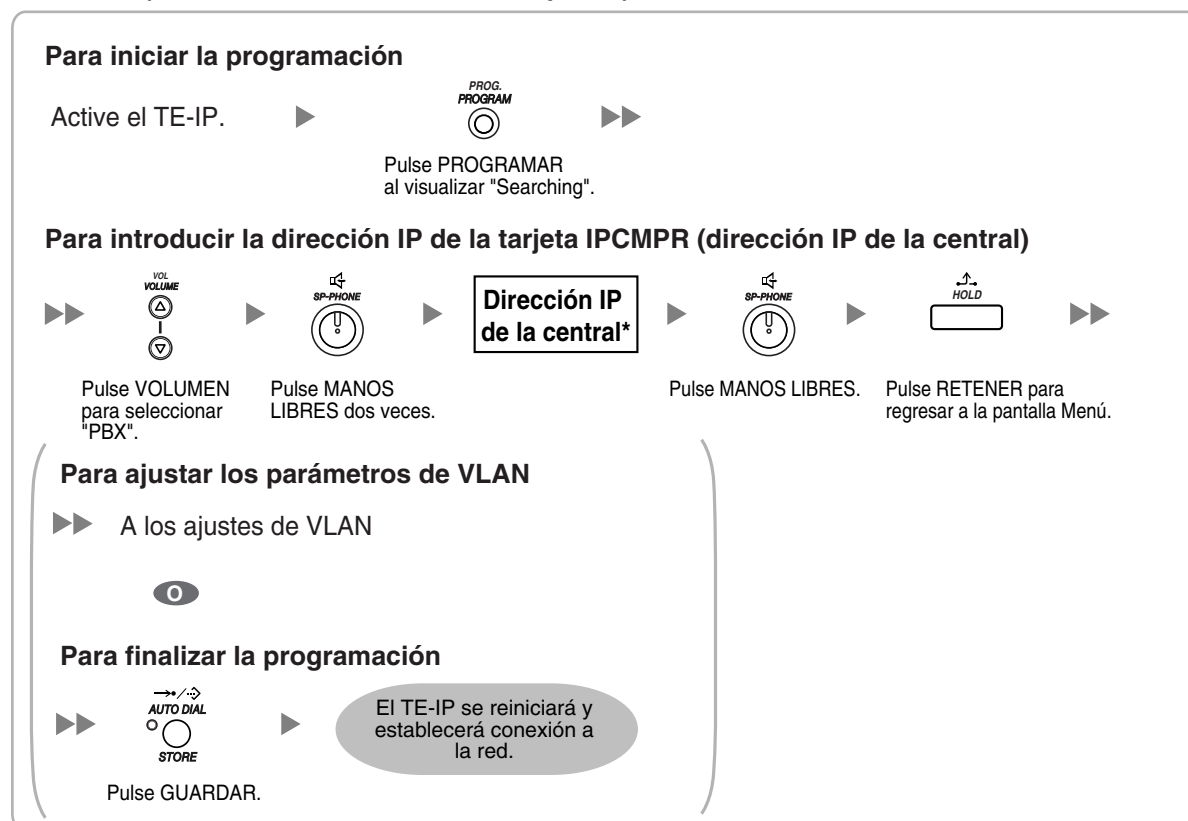 Para iniciar la programación
PROG.
PROGRAM
Active el TE-IP.
Pulse PROGRAMAR
al visualizar "Searching".
Para introducir la dirección IP de la tarjeta IPCMPR (dirección IP de la central)
VOL
VOLUME
SP-PHONE
Dirección IP
de la central*
SP-PHONE
HOLD
Pulse VOLUMEN
para seleccionar
"PBX".
Pulse MANOS
LIBRES dos veces.
Pulse MANOS LIBRES.
Pulse RETENER para
regresar a la pantalla Menú.
Para ajustar los parámetros de VLAN
A los ajustes de VLAN
O
Para finalizar la programación
AUTO DIAL
STORE
El TE-IP se reiniciará y
establecerá conexión a
la red.
Pulse GUARDAR.